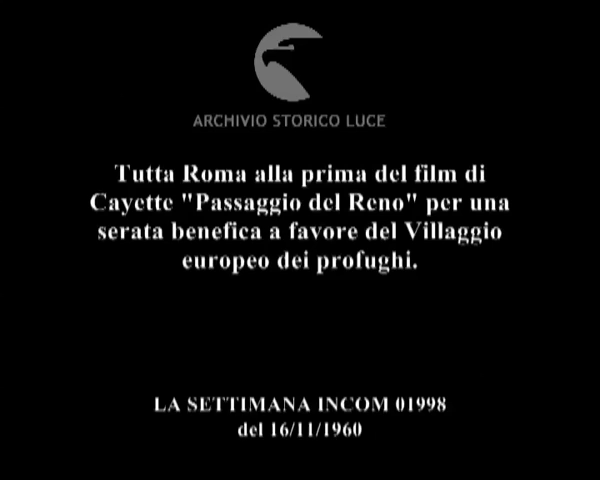 ARCHIVIO STORICO LUCE
Tutta Roma alla prima del film di
Cayette "Passaggio del Reno" per una
serata benefica a favore del Villaggio
europeo dei profughi.
LA SETTIMANA INCOM 01998
del 16/11/1960